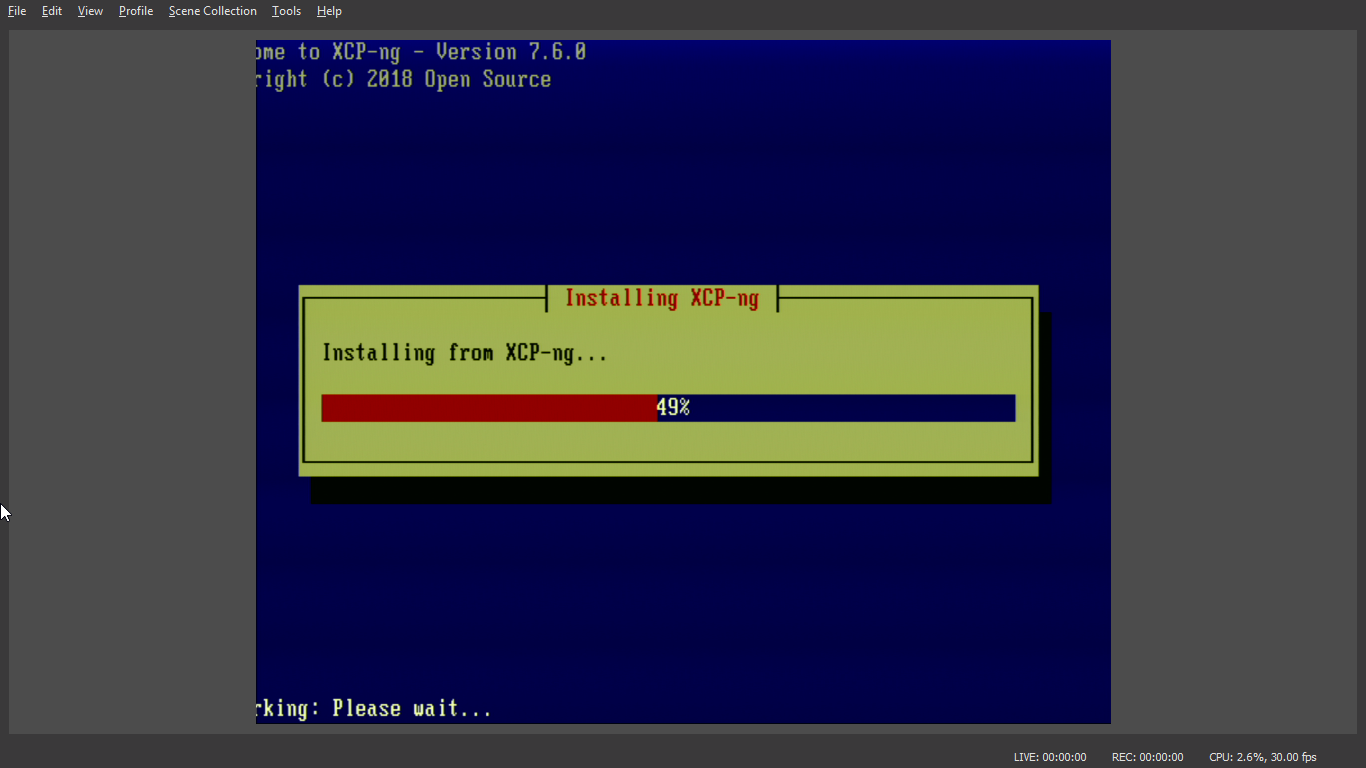 File Edit View Profile Scene Collection Tools Help
ome to XCP-ng - Version 7.6.0
right (c) 2018 Open Source
Installing XCP-ng
Installing from XCP-ng...
49%
rking: Please wait...
LIVE: 00:00:00 REC: 00:00:00 CPU: 2.6%, 30.00 fps